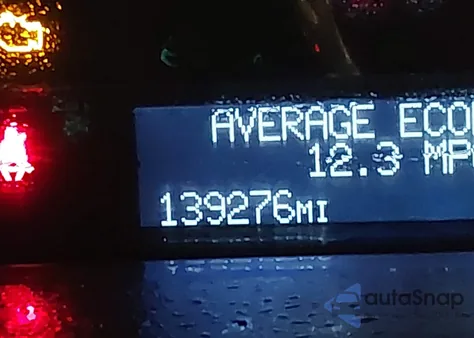 AVERAGE ECO
12.3 MP
139276MI
autoSnap